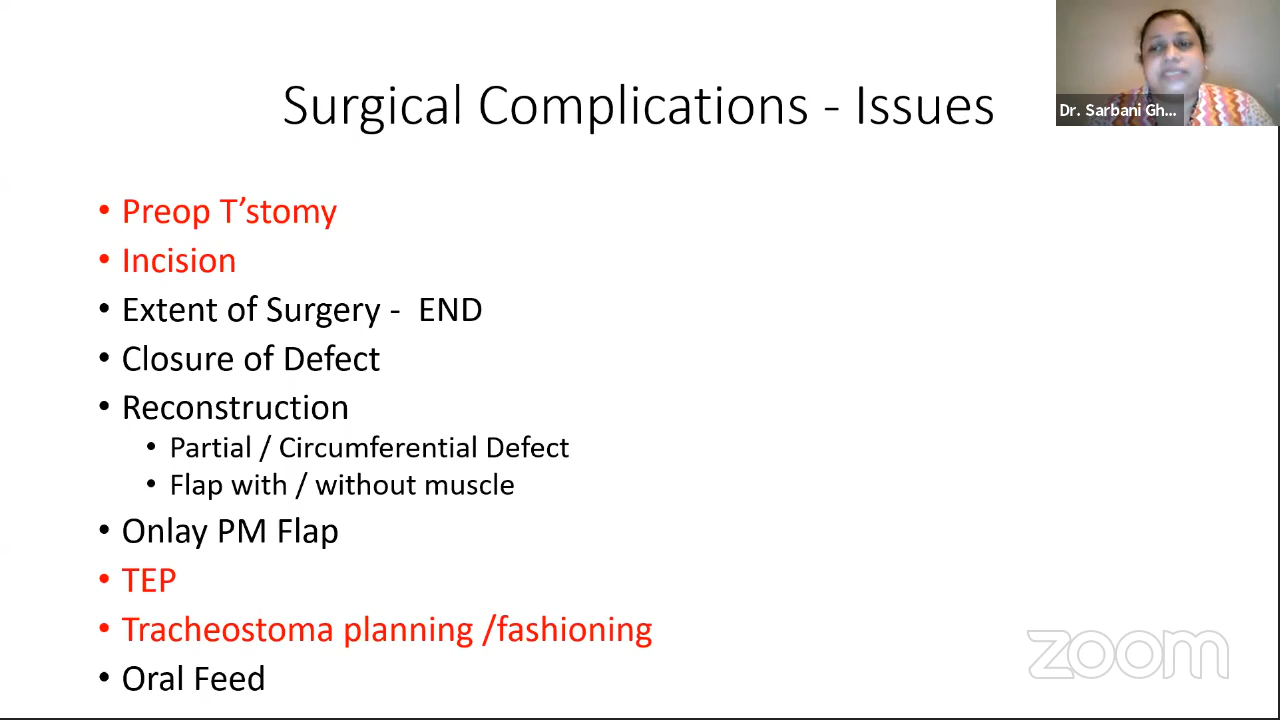 Surgical Complications - Issues
Dr. Sarbani Gh...
• Preop T’stomy
• Incision
• Extent of Surgery - END
• Closure of Defect
• Reconstruction
• Partial / Circumferential Defect
• Flap with / without muscle
• Onlay PM Flap
• TEP
• Tracheostoma planning /fashioning
• Oral Feed
zoom